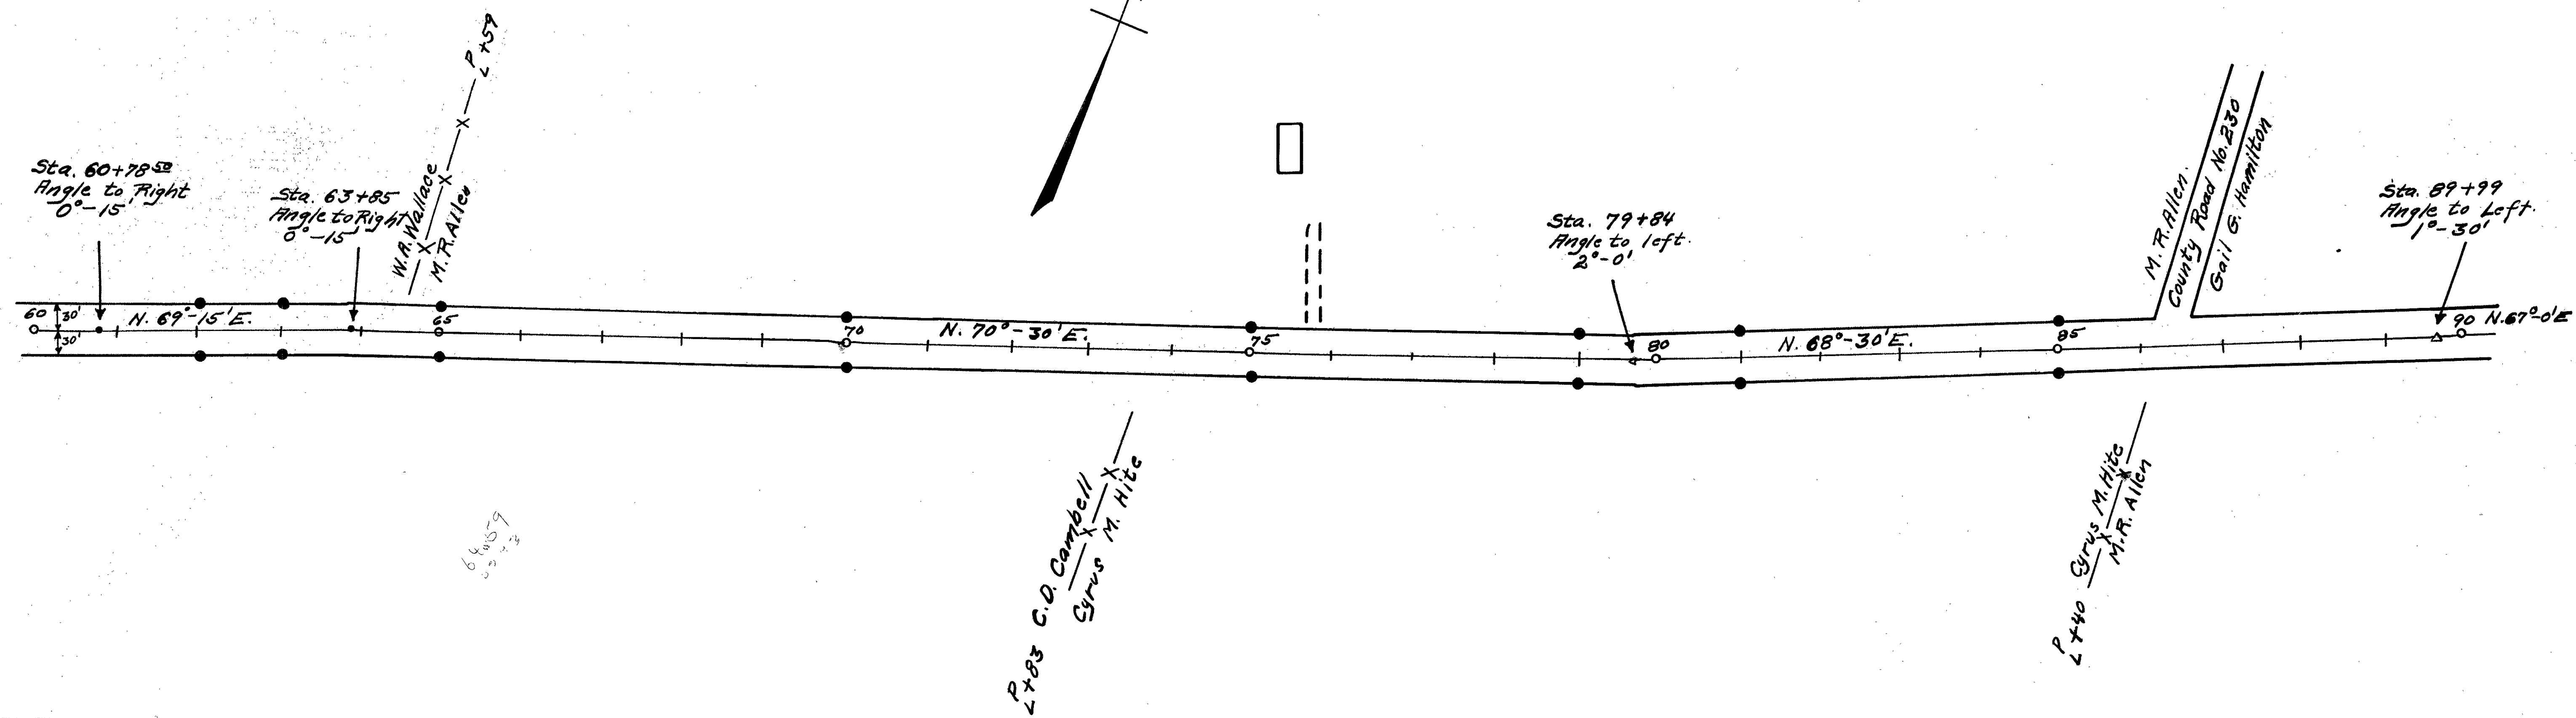 Sta. 60+78 50
Angle to Right
0°-15'
Sta. 63+85
Angle to Right
0°-15'
W.A. Wallace
M.R. Allen
P L +59
Sta. 79+84
Angle to left.
2°-0'
M. R. Allen.
County Road No. 230
Gail G. Hamilton
Sta. 89+99
Angle to Left.
1°-30'
60 30' N. 69°-15'E. 65 70 N. 70°-30'E. 75 80 N. 68°-30'E. 85 90 N. 67°-0'E
30'
P L +83 C.D. Cambell
Cyrus M. Hite
P L +40 Cyrus M. Hite
M.R. Allen